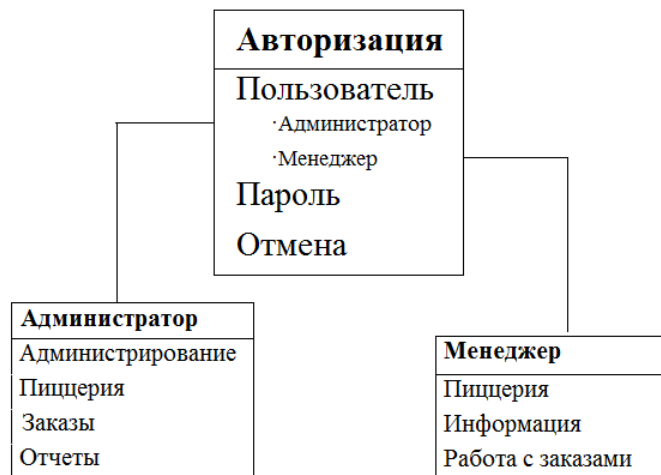 Авторизация
Пользователь
·Администратор
·Менеджер
Пароль
Отмена
Администратор
Администрирование
Пиццерия
Заказы
Отчеты
Менеджер
Пиццерия
Информация
Работа с заказами